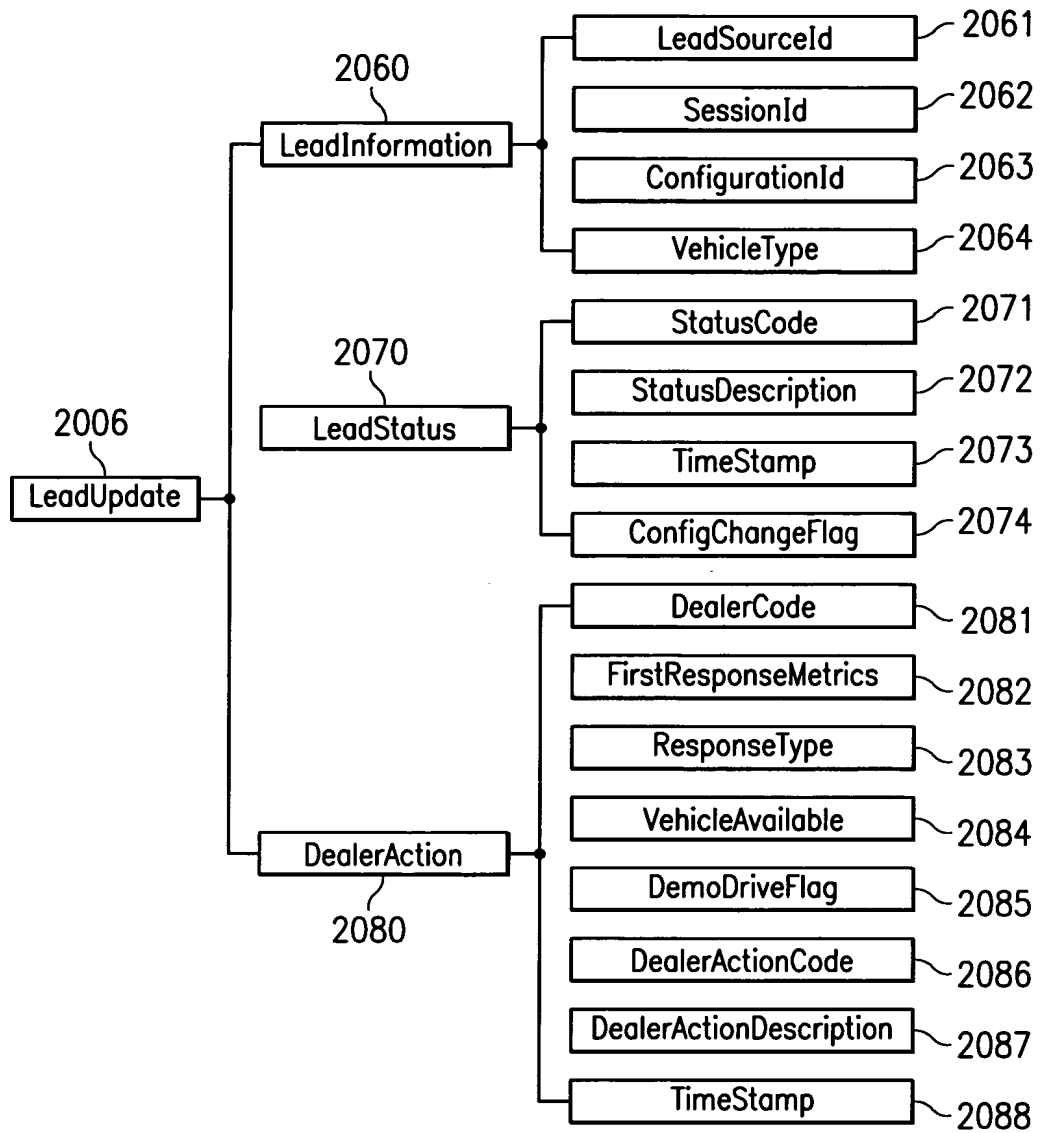 LeadUpdate 2006
LeadInformation 2060
LeadSourceId 2061
SessionId 2062
ConfigurationId 2063
VehicleType 2064
LeadStatus 2070
StatusCode 2071
StatusDescription 2072
TimeStamp 2073
ConfigChangeFlag 2074
DealerAction 2080
DealerCode 2081
FirstResponseMetrics 2082
ResponseType 2083
VehicleAvailable 2084
DemoDriveFlag 2085
DealerActionCode 2086
DealerActionDescription 2087
TimeStamp 2088